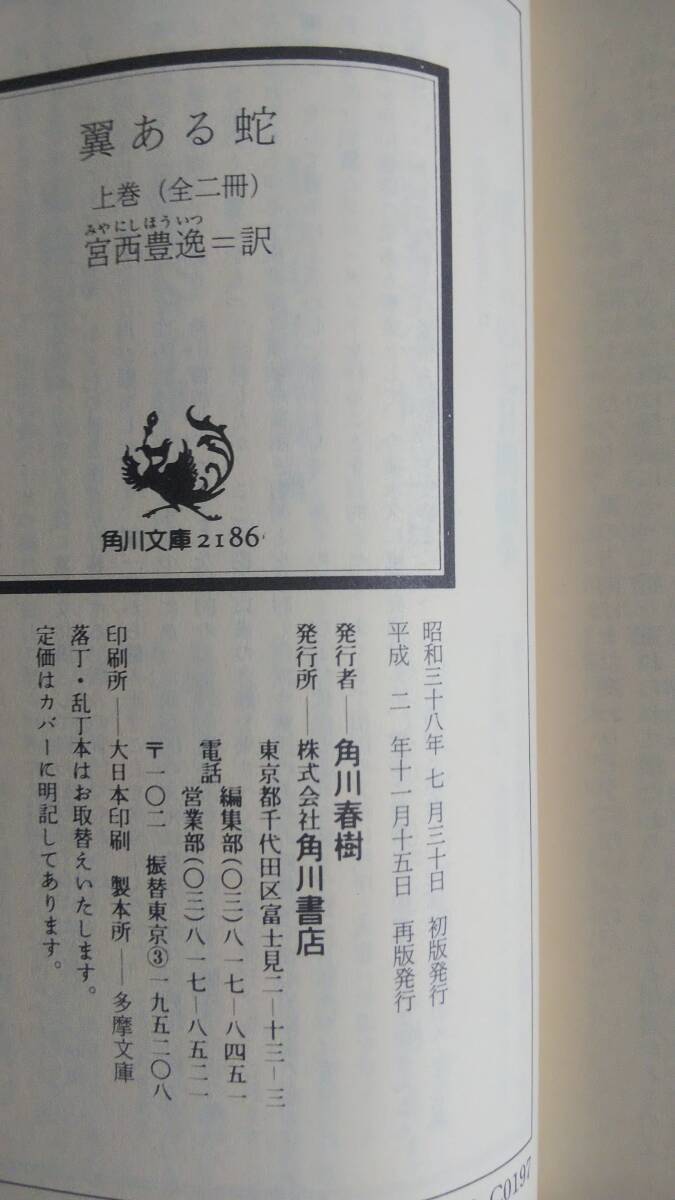 翼ある蛇
上巻（全二冊）
みやにしほういつ
宮西豊逸＝訳
角川文庫2186
昭和三十八年 七 月三十日 初版発行
平成 二 年十一月十五日 再版発行
発行者―角川春樹
発行所―株式会社角川書店
東京都千代田区富士見二―十三―三
電話
編集部(〇三)八一七―八四五一
営業部(〇三)八一七―八五二一
〒一〇二 振替東京③一九五二〇八
印刷所―大日本印刷 製本所―多摩文庫
落丁・乱丁本はお取替えいたします。
定価はカバーに明記してあります。
C0197